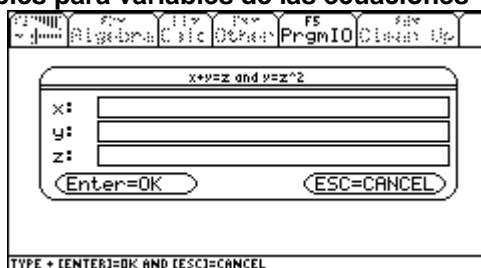 para variables de las ecuaciones
Algebra Calc Other F5 PrgmIO Clean Up
x+y=z and y=z^2
x:
y:
z:
Enter=OK ESC=CANCEL
TYPE + [ENTER]=OK AND [ESC]=CANCEL